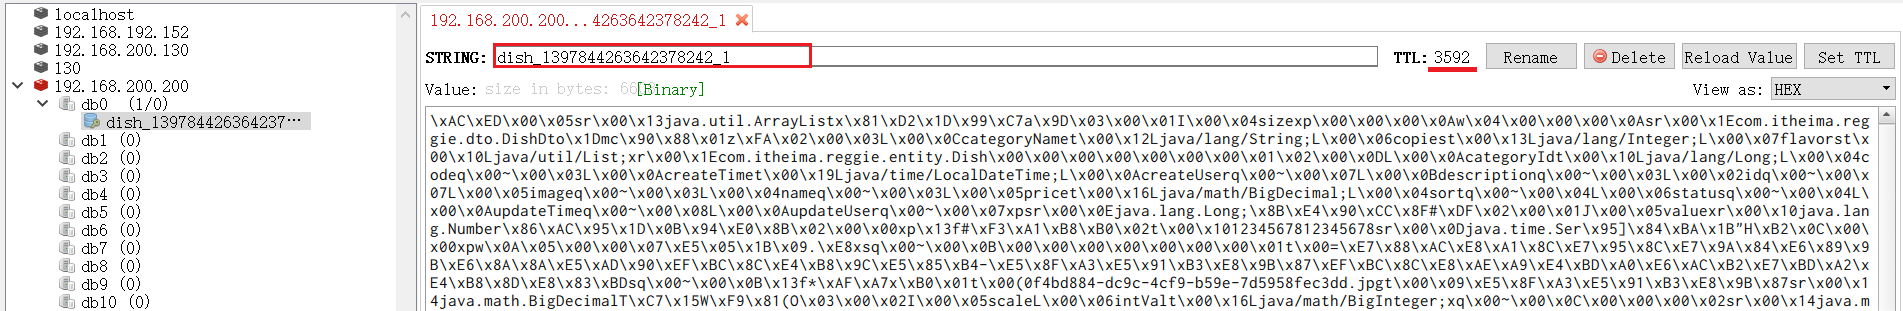 localhost
192.168.192.152
192.168.200.130
130
192.168.200.200
db0 (1/0)
dish_139784426364237···
db1 (0)
db2 (0)
db3 (0)
db4 (0)
db5 (0)
db6 (0)
db7 (0)
db8 (0)
db9 (0)
db10 (0)
192.168.200.200...4263642378242_1
STRING: dish_1397844263642378242_1 TTL: 3592 Rename Delete Reload Value Set TTL
Value: size in bytes: [Binary] View as: HEX
\xAC\xED\x00\x05sr\x00\x13java.util.ArrayListx\x81\xD2\x1D\x99\xC7a\x9D\x03\x00\x01I\x00\x04sizexp\x00\x00\x00\x0Aw\x04\x00\x00\x00\x0Asr\x00\x1Ecom.itheima.reg
gie.dto.DishDto\x1Dmc\x90\x88\x01z\xFA\x02\x00\x03L\x00\x0CcategoryNamet\x00\x12Ljava/lang/String;L\x00\x06copiest\x00\x13Ljava/lang/Integer;L\x00\x07flavorst\x
00\x10Ljava/util/List;xr\x00\x1Ecom.itheima.reggie.entity.Dish\x00\x00\x00\x00\x00\x00\x00\x01\x02\x00\x0DL\x00\x0AcategoryIdt\x00\x10Ljava/lang/Long;L\x00\x04c
odeq\x00~\x00\x03L\x00\x0AcreateTimet\x00\x19Ljava/time/LocalDateTime;L\x00\x0AcreateUserq\x00~\x00\x07L\x00\x0Bdescriptionq\x00~\x00\x03L\x00\x02idq\x00~\x00\x
07L\x00\x05imageq\x00~\x00\x03L\x00\x04nameq\x00~\x00\x03L\x00\x05pricet\x00\x16Ljava/math/BigDecimal;L\x00\x04sortq\x00~\x00\x04L\x00\x06statusq\x00~\x00\x04L\
x00\x0AupdateTimeq\x00~\x00\x08L\x00\x0AupdateUserq\x00~\x00\x07xpsr\x00\x0Ejava.lang.Long;\x8B\xE4\x90\xCC\x8F#\xDF\x02\x00\x01J\x00\x05valuexr\x00\x10java.lan
g.Number\x86\xAC\x95\x1D\x0B\x94\xE0\x8B\x02\x00\x00xp\x13f#\xF3\xA1\xB8\xB0\x02t\x00\x101234567812345678sr\x00\x0Djava.time.Ser\x95]\x84\xBA\x1B"H\xB2\x0C\x00\
x00xpw\x0A\x05\x00\x00\x07\xE5\x05\x1B\x09.\xE8xsq\x00~\x00\x0B\x00\x00\x00\x00\x00\x00\x00\x01t\x00=\xE7\x88\xAC\xE8\xA1\x8C\xE7\x95\x8C\xE7\x9A\x84\xE6\x89\x9
B\xE6\x8A\x8A\xE5\xAD\x90\xEF\xBC\x8C\xE4\xB8\x9C\xE5\x85\xB4-\xE5\x8F\xA3\xE5\x91\xB3\xE8\x9B\x87\xEF\xBC\x8C\xE8\xAE\xA9\xE4\xBD\xA0\xE6\xAC\xB2\xE7\xBD\xA2\x
E4\xB8\x8D\xE8\x83\xBDsq\x00~\x00\x0B\x13f*\xAF\xA7x\xB0\x01t\x00(0f4bd884-dc9c-4cf9-b59e-7d5958fec3dd.jpgt\x00\x09\xE5\x8F\xA3\xE5\x91\xB3\xE8\x9B\x87sr\x00\x1
4java.math.BigDecimalT\xC7\x15W\xF9\x81(O\x03\x00\x02I\x00\x05scaleL\x00\x06intValt\x00\x16Ljava/math/BigInteger;xq\x00~\x00\x0C\x00\x00\x00\x02sr\x00\x14java.m